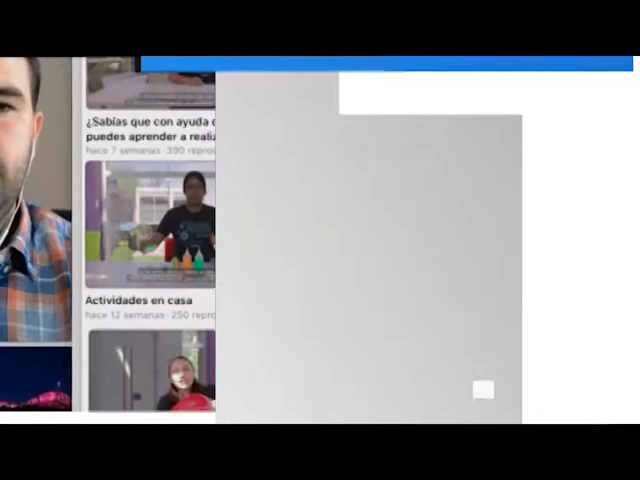 ¿Sabías que con ayuda
puedes aprender a reali
hace 7 semanas · 390 repro
Actividades en casa
hace 12 semanas · 250 repro